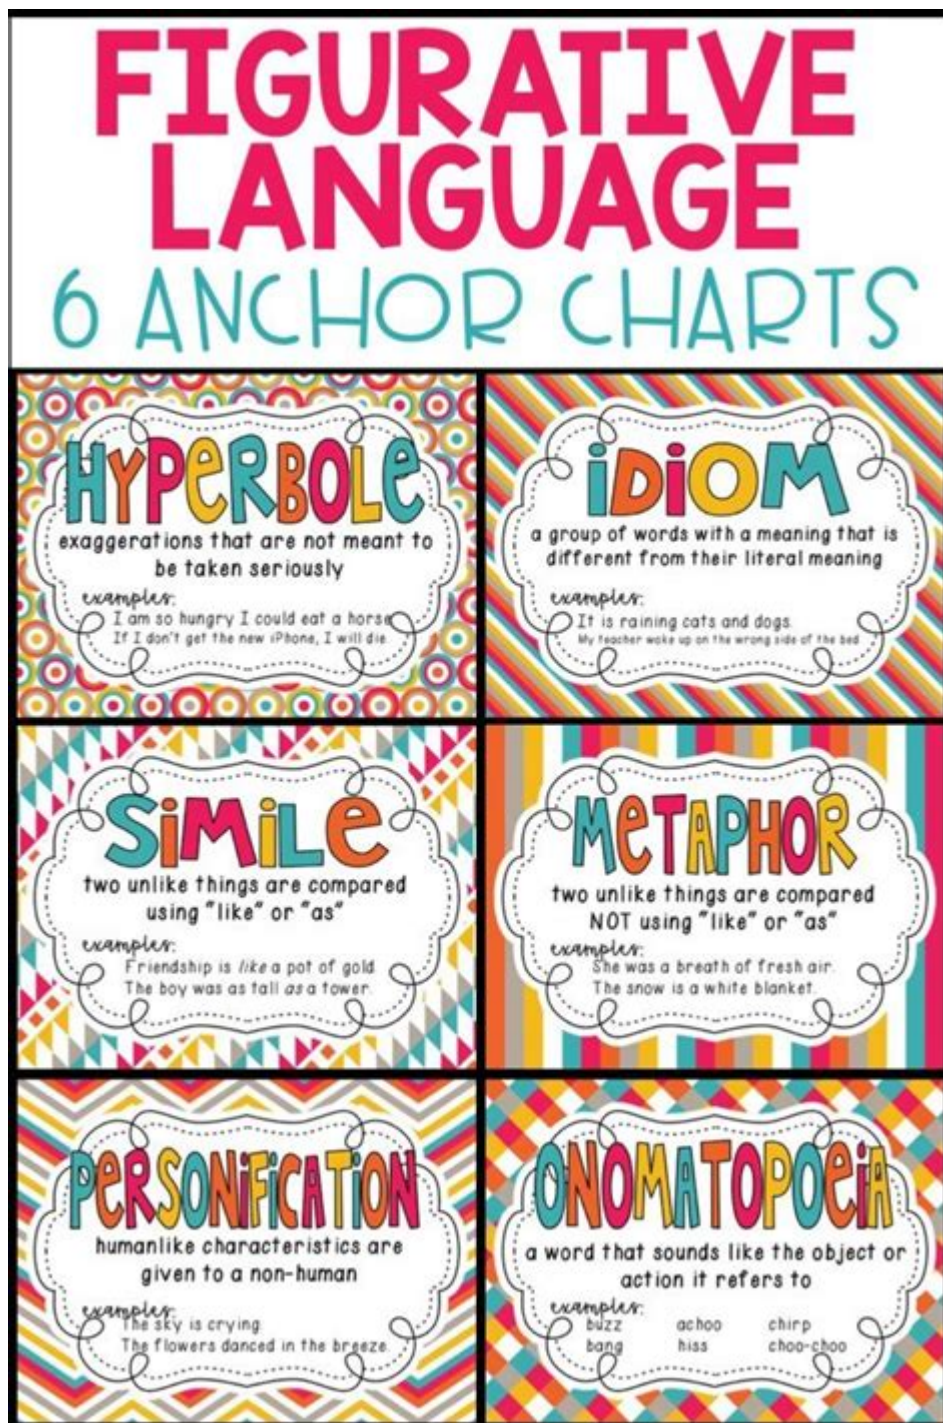 FIGURATIVE
LANGUAGE
6 ANCHOR CHARTS
HYPERBOLE
exaggerations that are not meant to
be taken seriously
examples:
I am so hungry I could eat a horse
If I don't get the new iPhone, I will die.
iDiOM
a group of words with a meaning that is
different from their literal meaning
examples:
It is raining cats and dogs.
My teacher woke up on the wrong side of the bed.
SiMiLe
two unlike things are compared
using "like" or "as"
examples:
Friendship is like a pot of gold.
The boy was as tall as a tower.
MeTAPHOR
two unlike things are compared
NOT using "like" or "as"
examples:
She was a breath of fresh air.
The snow is a white blanket.
PeRSONiFiCATiON
humanlike characteristics are
given to a non-human
examples:
The sky is crying.
The flowers danced in the breeze.
ONOMATOPOeiA
a word that sounds like the object or
action it refers to
examples:
buzz achoo chirp
bang hiss choo-choo